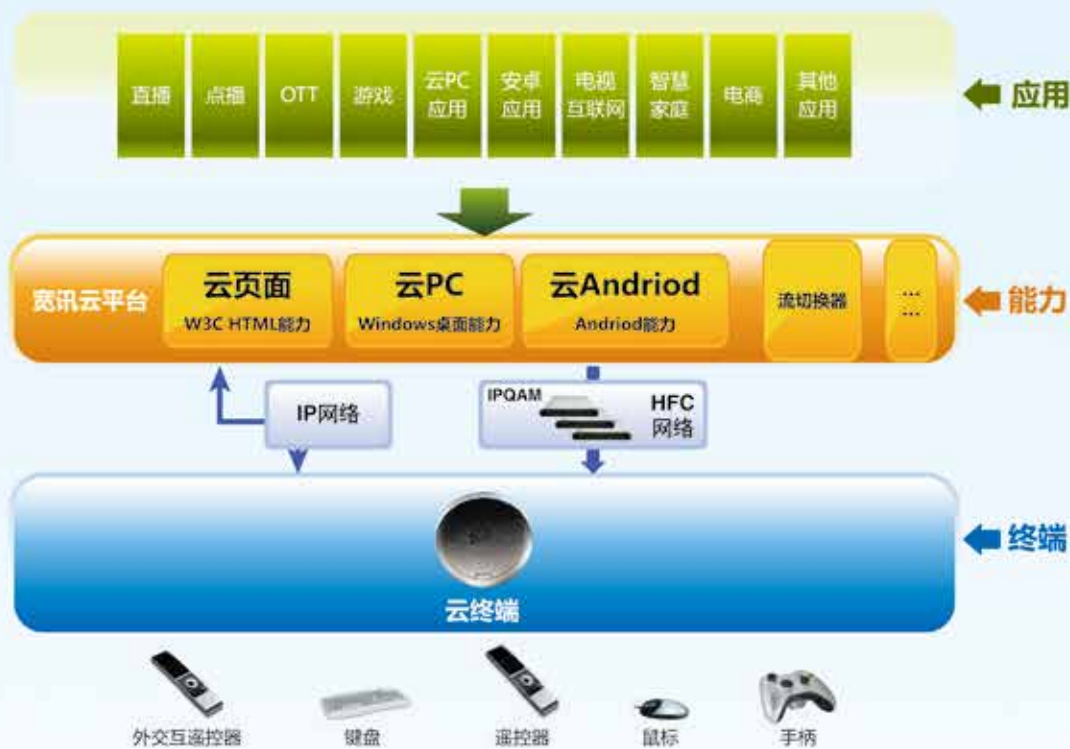 直播
点播
OTT
游戏
云PC
应用
安卓
应用
电视
互联网
智慧
家庭
电商
其他
应用
应用
宽讯云平台
云页面
W3C HTML能力
云PC
Windows桌面能力
云Andriod
Andriod能力
流切换器
...
...
能力
IP网络
IPQAM
HFC
网络
云终端
终端
外交互遥控器
键盘
遥控器
鼠标
手柄